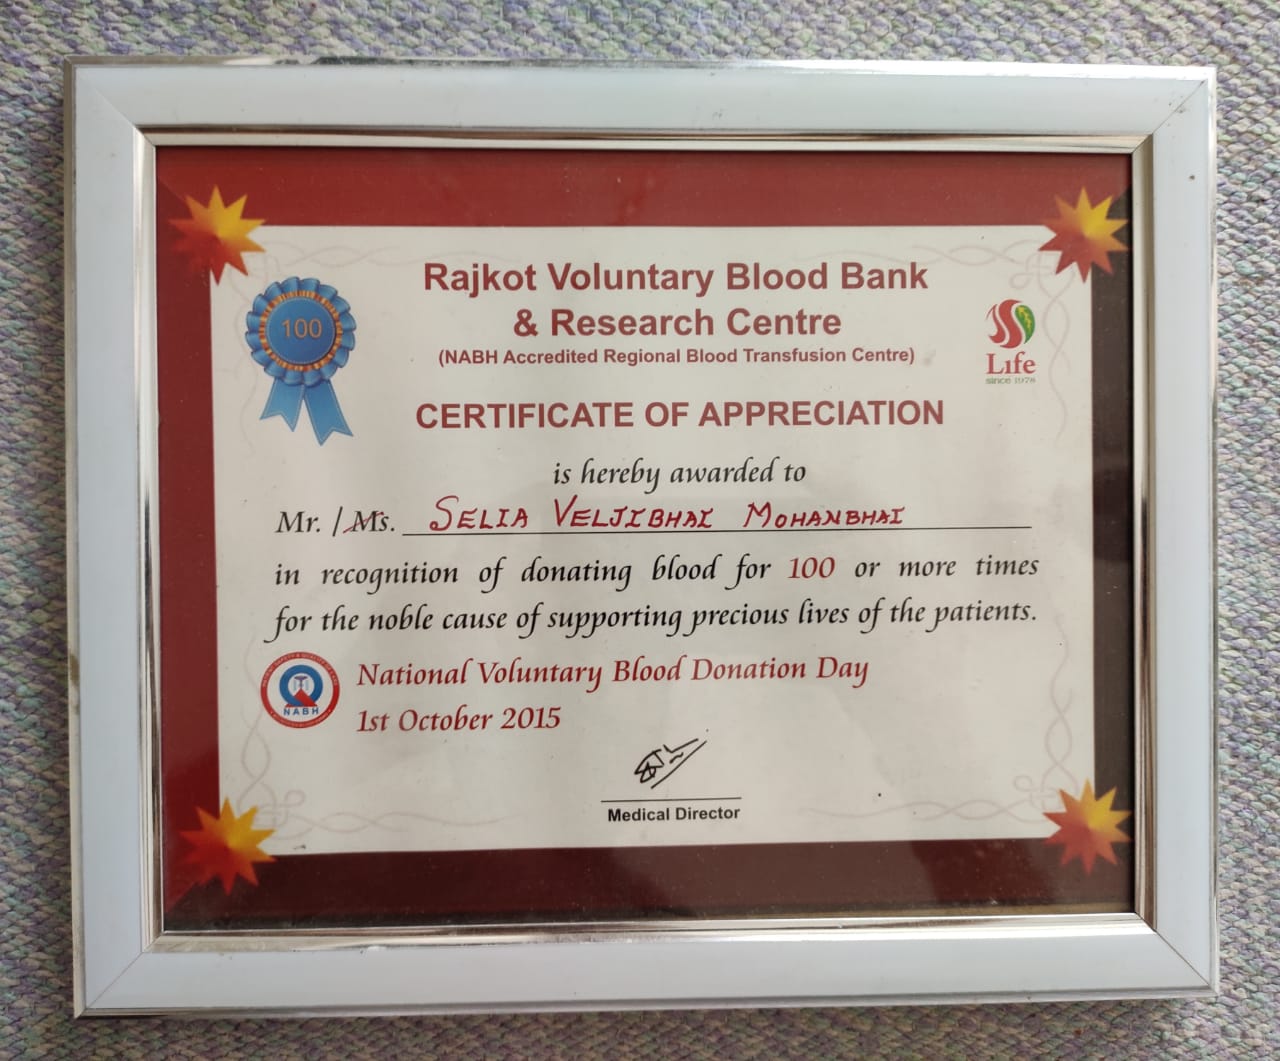 Rajkot Voluntary Blood Bank
& Research Centre
(NABH Accredited Regional Blood Transfusion Centre)
100
Life
since 1978
CERTIFICATE OF APPRECIATION
is hereby awarded to
Mr. / Ms. SELIA VELJIBHAI MOHANBHAI
in recognition of donating blood for 100 or more times
for the noble cause of supporting precious lives of the patients.
NABH
National Voluntary Blood Donation Day
1st October 2015
Medical Director